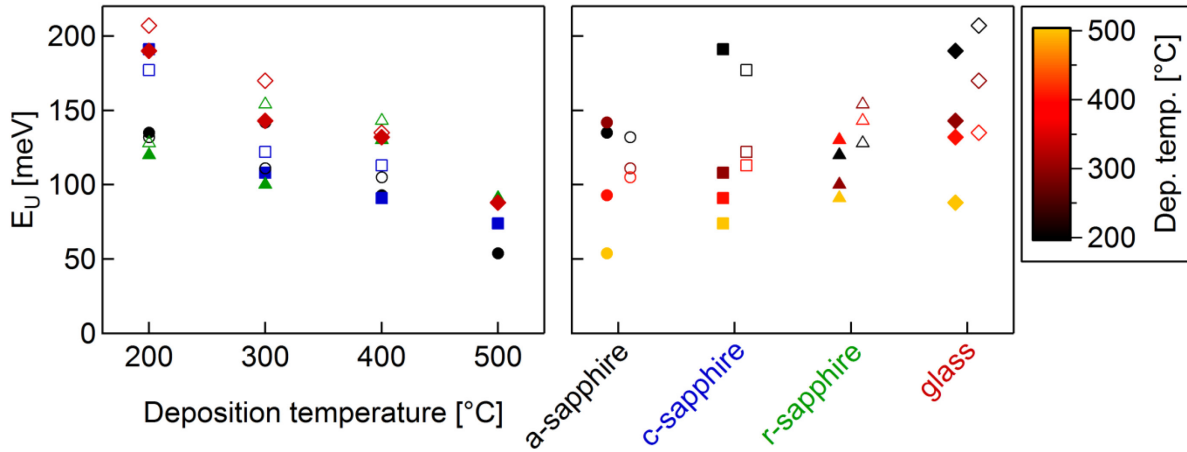 E_U [meV]
200
150
100
50
0
200 300 400 500
Deposition temperature [°C]
a-sapphire
c-sapphire
r-sapphire
glass
500
400
300
200
Dep. temp. [°C]